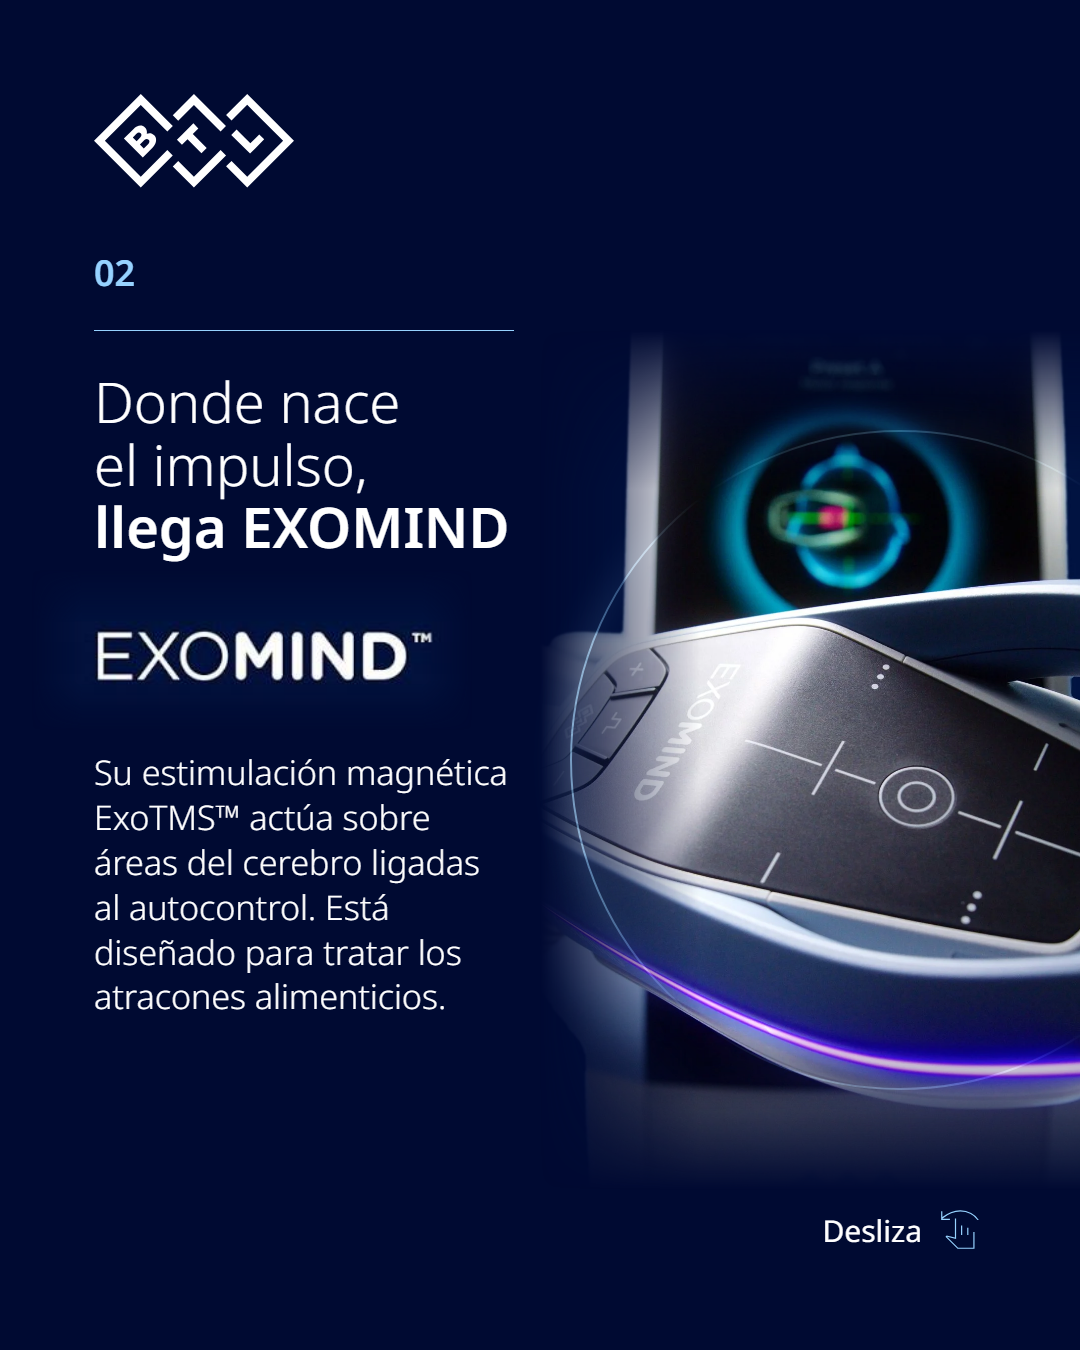 BTL
02
Donde nace
el impulso,
llega EXOMIND
EXOMIND™
Su estimulación magnética
ExoTMS™ actúa sobre
áreas del cerebro ligadas
al autocontrol. Está
diseñado para tratar los
atracones alimenticios.
EXOMIND
Desliza